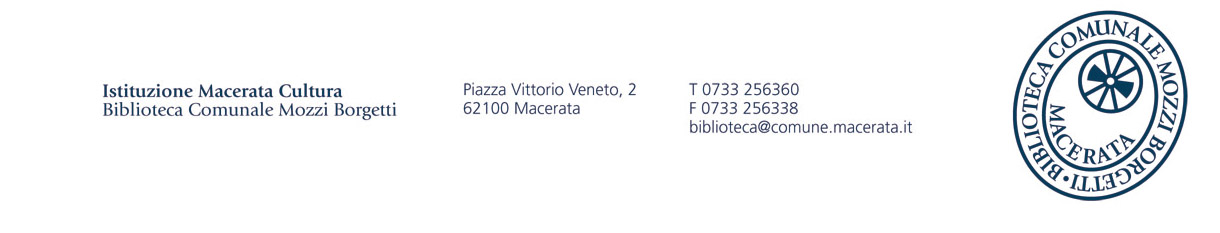 Istituzione Macerata Cultura
Biblioteca Comunale Mozzi Borgetti
Piazza Vittorio Veneto, 2
62100 Macerata
T 0733 256360
F 0733 256338
biblioteca@comune.macerata.it
BIBLIOTECA COMUNALE MOZZI BORGETTI •
MACERATA